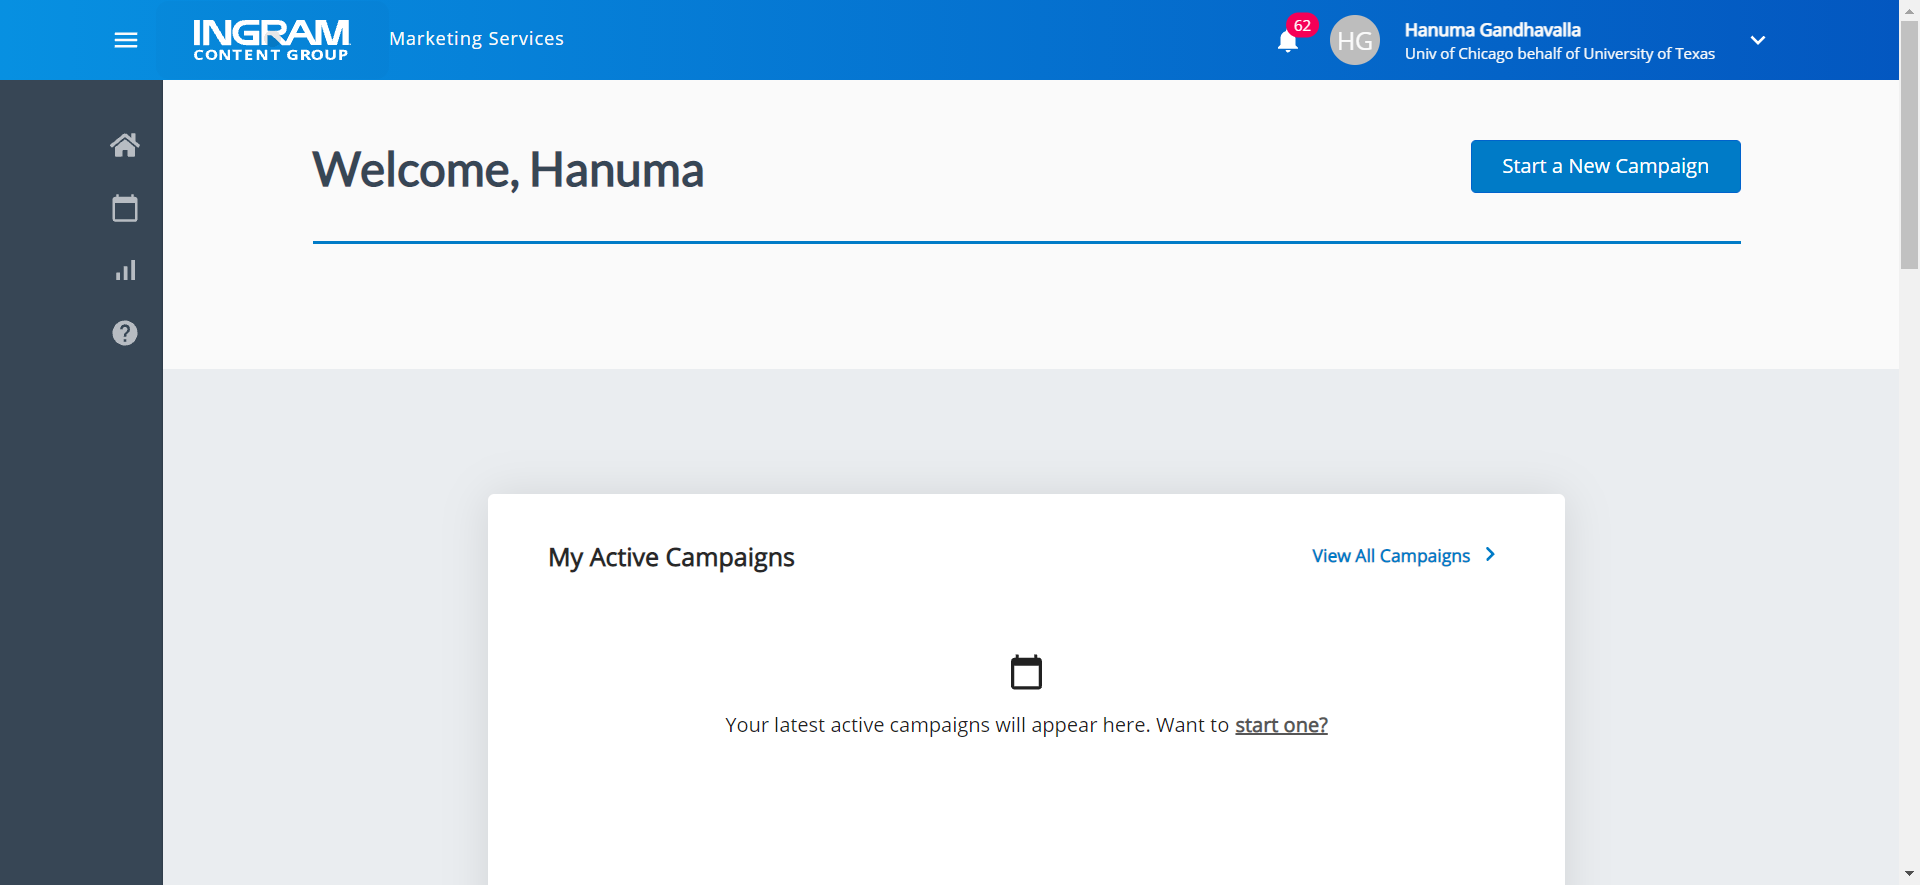 INGRAM
CONTENT GROUP
Marketing Services
62
HG
Hanuma Gandhavalla
Univ of Chicago behalf of University of Texas
Welcome, Hanuma
Start a New Campaign
My Active Campaigns
View All Campaigns
Your latest active campaigns will appear here. Want to start one?